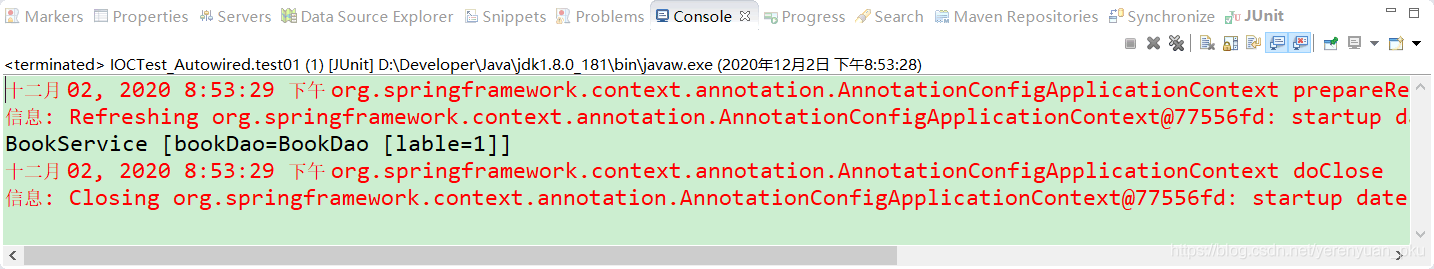 Markers Properties Servers Data Source Explorer Snippets Problems Console Progress Search Maven Repositories Synchronize JUnit
<terminated> IOCTest_Autowired.test01 (1) [JUnit] D:\Developer\Java\jdk1.8.0_181\bin\javaw.exe (2020年12月2日 下午8:53:28)
十二月 02, 2020 8:53:29 下午 org.springframework.context.annotation.AnnotationConfigApplicationContext prepareRe
信息: Refreshing org.springframework.context.annotation.AnnotationConfigApplicationContext@77556fd: startup da
BookService [bookDao=BookDao [lable=1]]
十二月 02, 2020 8:53:29 下午 org.springframework.context.annotation.AnnotationConfigApplicationContext doClose
信息: Closing org.springframework.context.annotation.AnnotationConfigApplicationContext@77556fd: startup date
https://blog.csdn.net/yerenyuan_pku